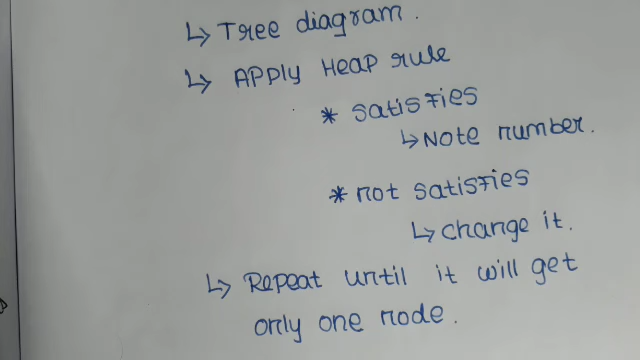 ↳ Tree diagram.
↳ APPly Heap rule
* satisfies
↳ Note number.
* not satisfies
↳ change it.
↳ Repeat until it will get
only one node.